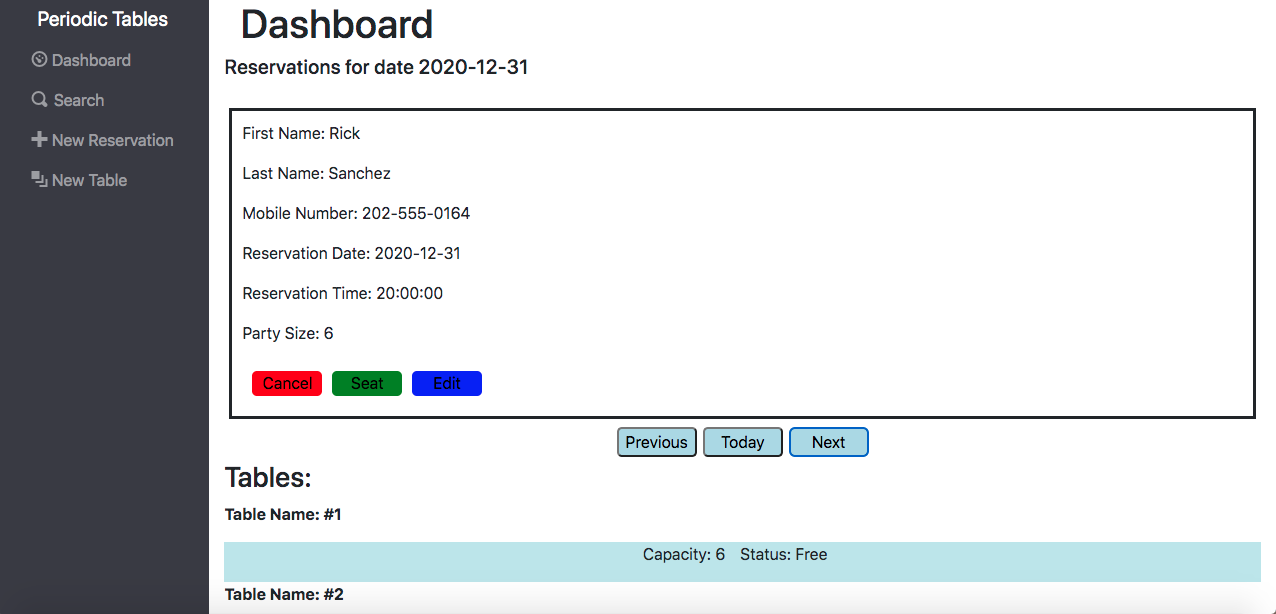 Periodic Tables
Dashboard
Search
New Reservation
New Table
Dashboard
Reservations for date 2020-12-31
First Name: Rick
Last Name: Sanchez
Mobile Number: 202-555-0164
Reservation Date: 2020-12-31
Reservation Time: 20:00:00
Party Size: 6
Cancel Seat Edit
Previous Today Next
Tables:
Table Name: #1
Capacity: 6 Status: Free
Table Name: #2